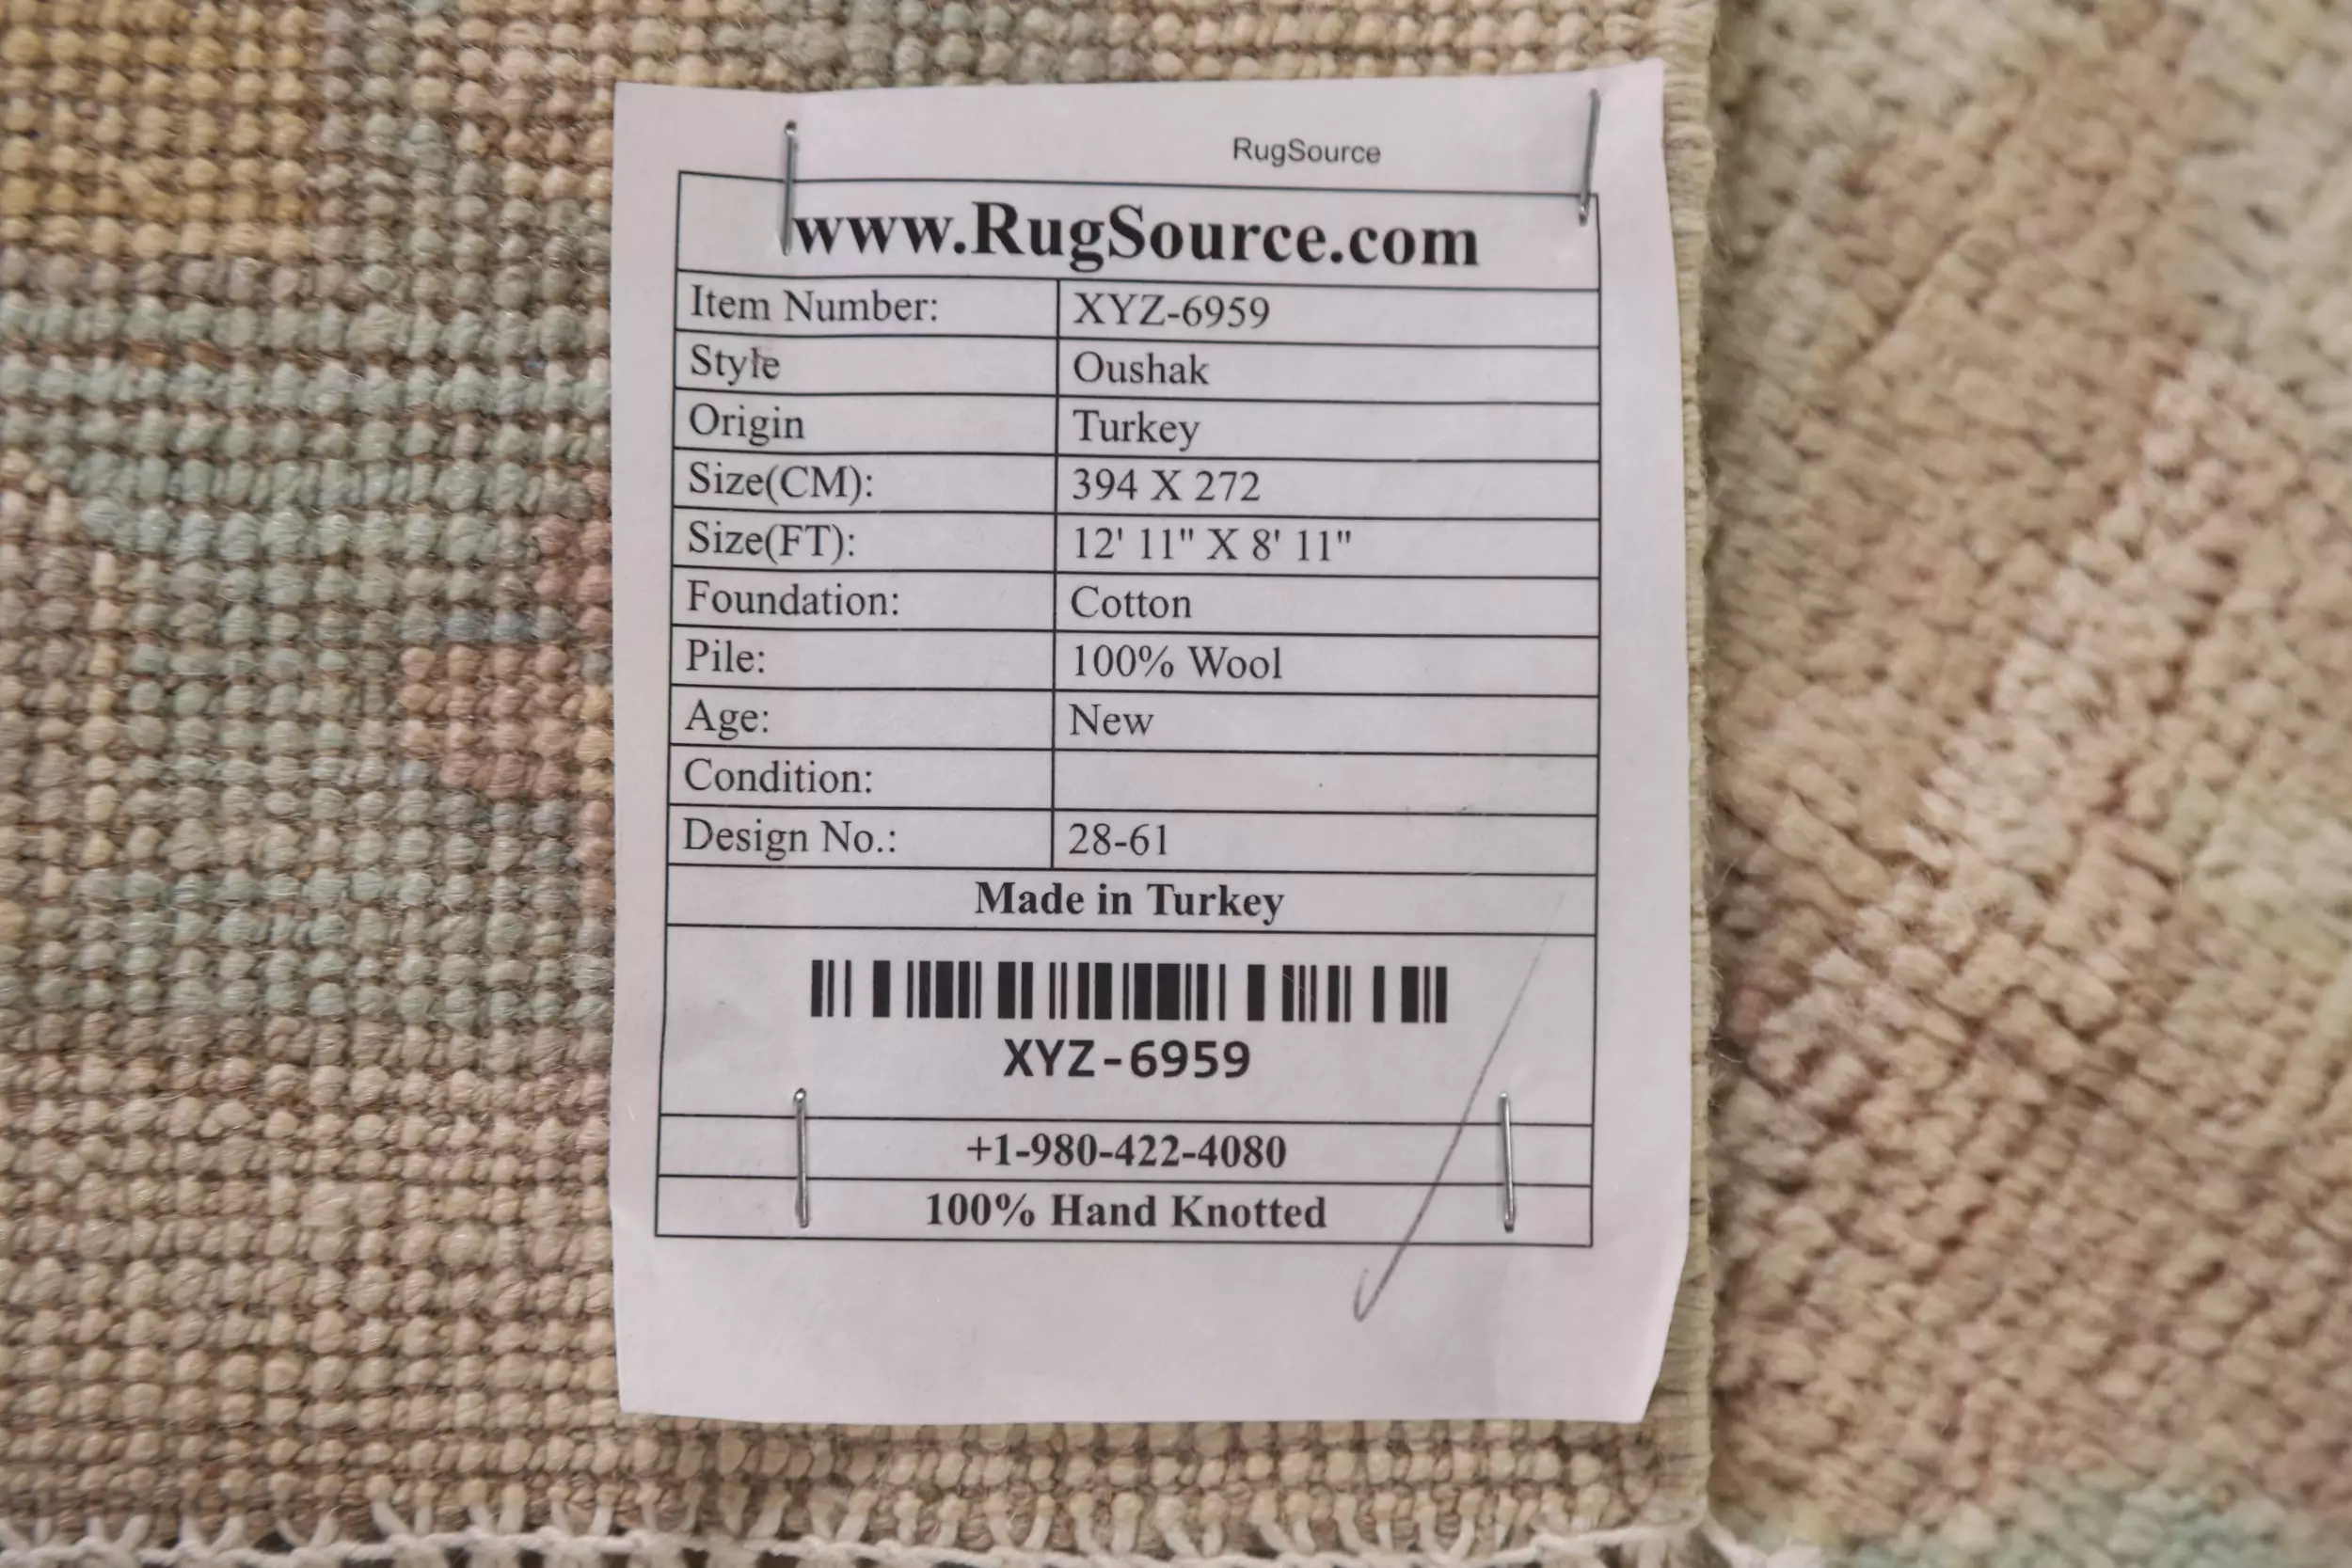 RugSource
www.RugSource.com
Item Number: XYZ-6959
Style Oushak
Origin Turkey
Size(CM): 394 X 272
Size(FT): 12' 11" X 8' 11"
Foundation: Cotton
Pile: 100% Wool
Age: New
Condition:
Design No.: 28-61
Made in Turkey
XYZ-6959
+1-980-422-4080
100% Hand Knotted